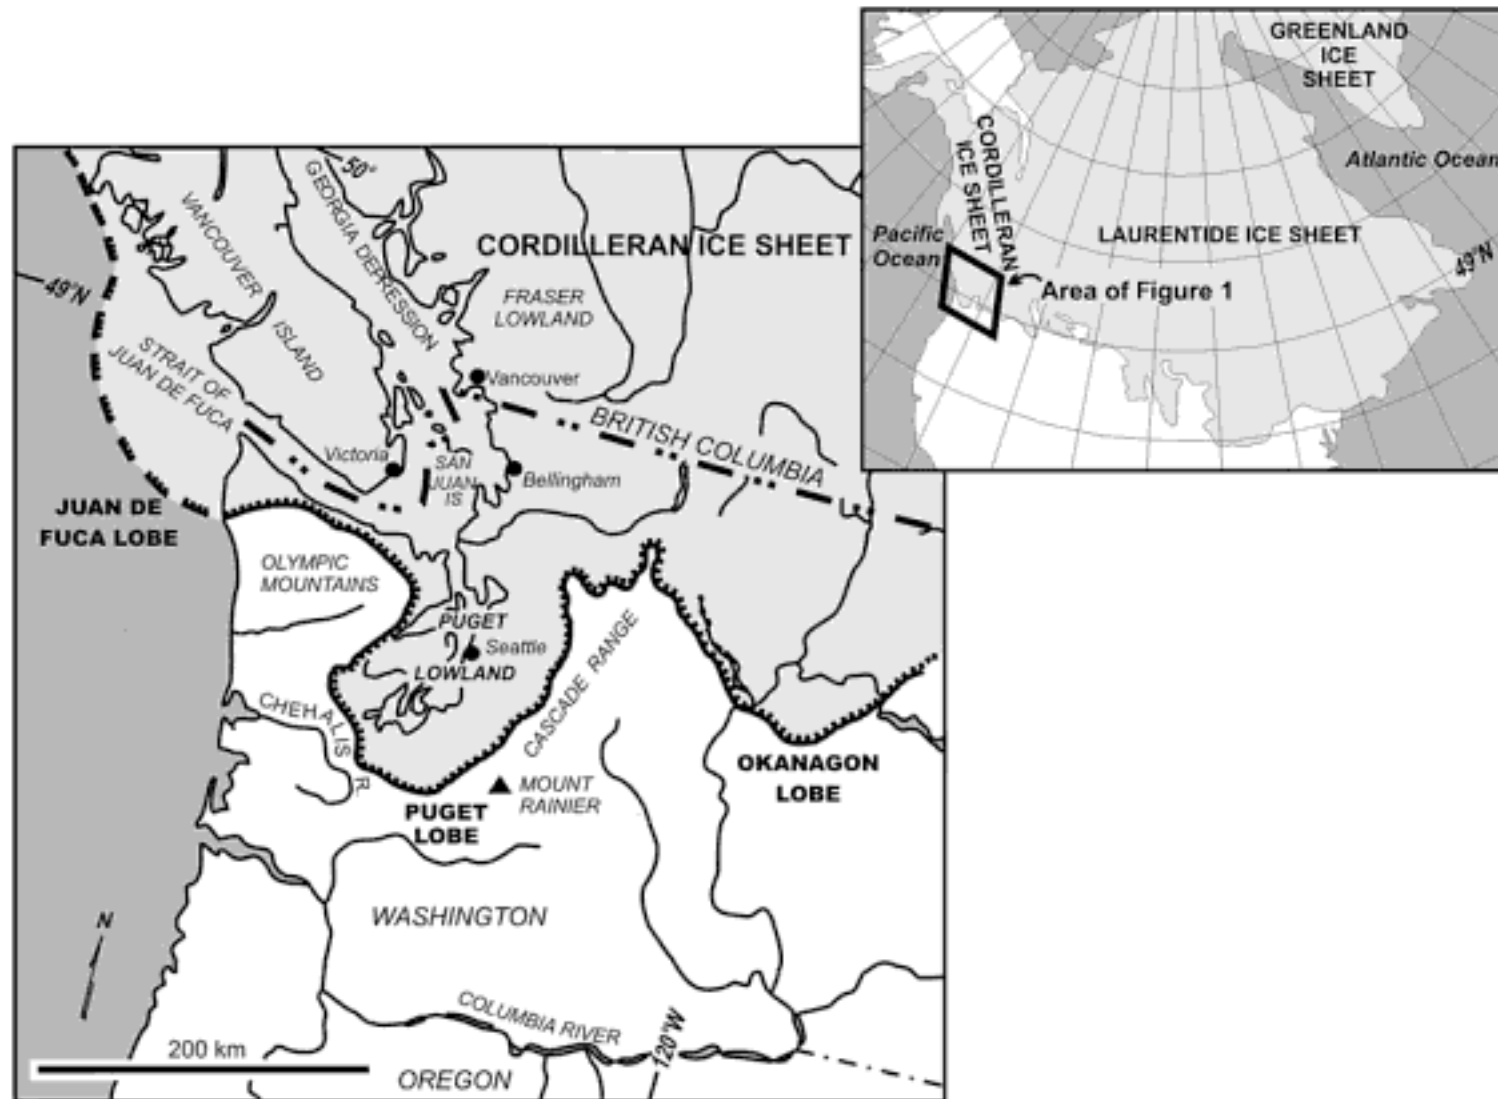 GREENLAND
ICE
SHEET
CORDILLERAN
ICE SHEET
Atlantic Ocean
Pacific
Ocean
LAURENTIDE ICE SHEET
49°N
Area of Figure 1
50°
VANCOUVER
ISLAND
GEORGIA DEPRESSION
CORDILLERAN ICE SHEET
49°N
FRASER
LOWLAND
STRAIT OF
JUAN DE FUCA
Vancouver
BRITISH COLUMBIA
Victoria
SAN
JUAN
IS
Bellingham
JUAN DE
FUCA LOBE
OLYMPIC
MOUNTAINS
PUGET
LOWLAND
Seattle
CASCADE RANGE
CHEHALIS R.
OKANAGON
LOBE
MOUNT
RAINIER
PUGET
LOBE
WASHINGTON
N
COLUMBIA RIVER
120°W
200 km
OREGON